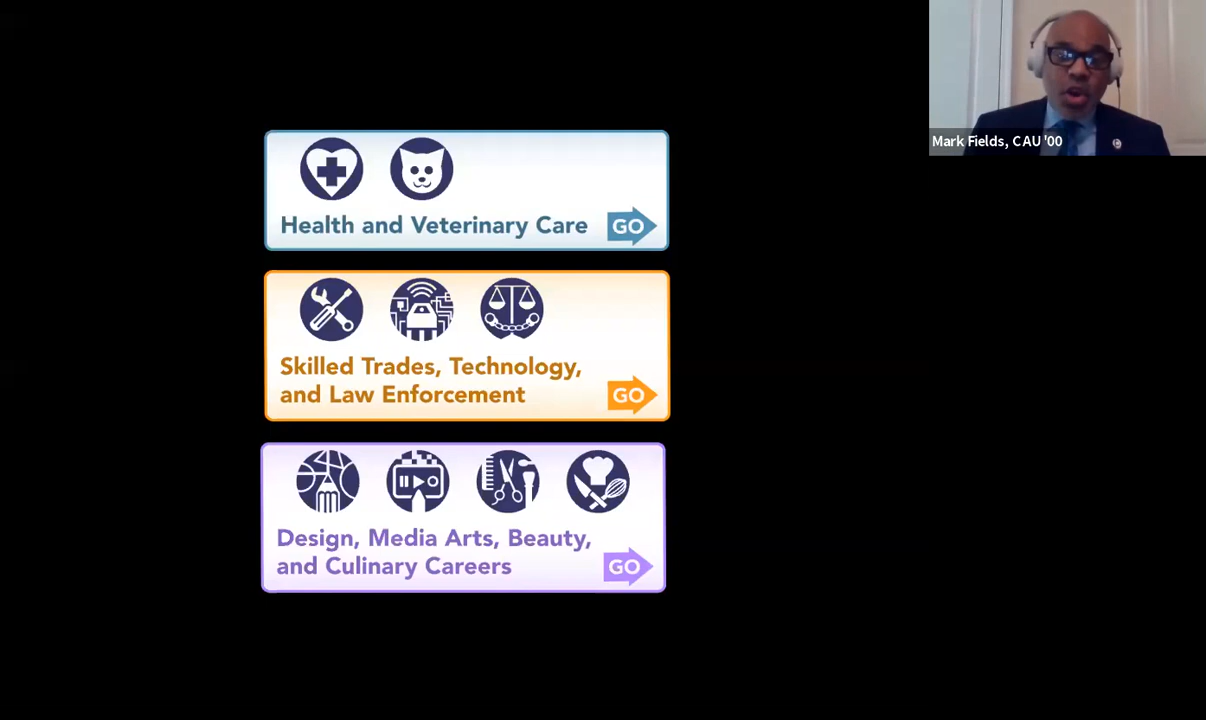 Mark Fields, CAU '00
Health and Veterinary Care
GO
Skilled Trades, Technology,
and Law Enforcement
GO
Design, Media Arts, Beauty,
and Culinary Careers
GO